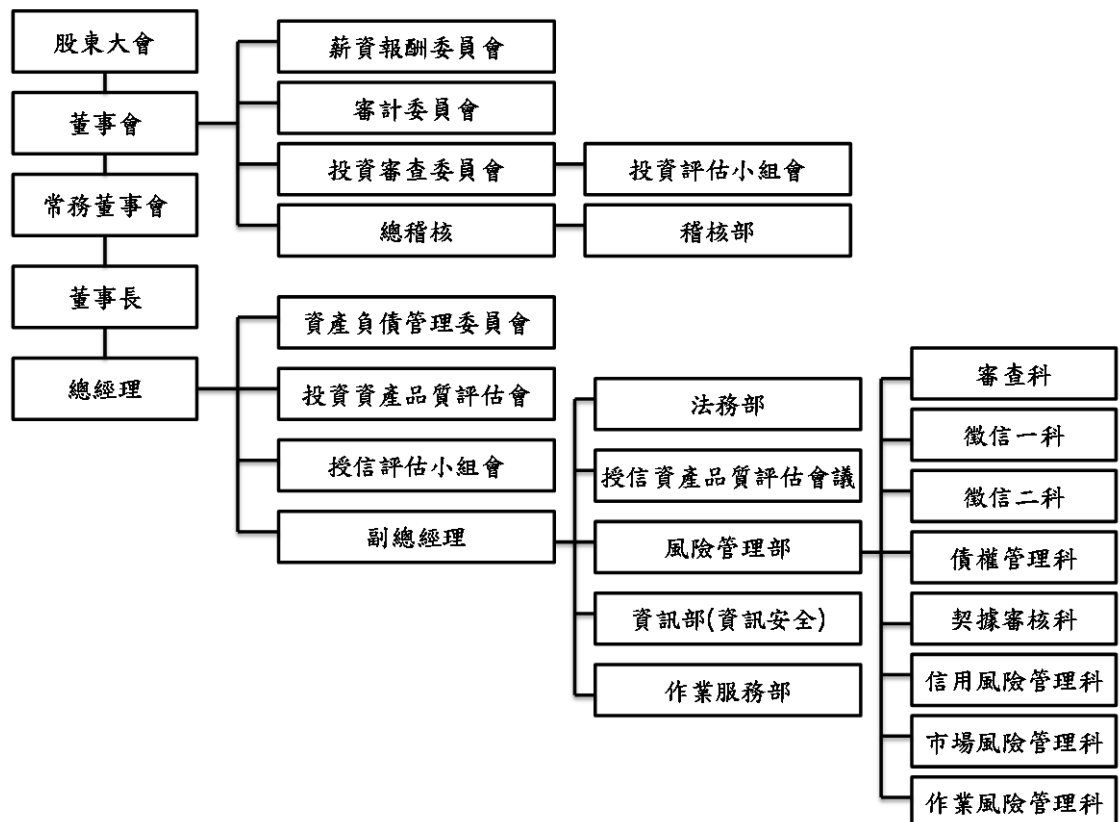 股東大會
董事會
常務董事會
董事長
總經理
薪資報酬委員會
審計委員會
投資審查委員會
投資評估小組會
總稽核
稽核部
資產負債管理委員會
投資資產品質評估會
授信評估小組會
副總經理
法務部
授信資產品質評估會議
風險管理部
資訊部(資訊安全)
作業服務部
審查科
徵信一科
徵信二科
債權管理科
契據審核科
信用風險管理科
市場風險管理科
作業風險管理科